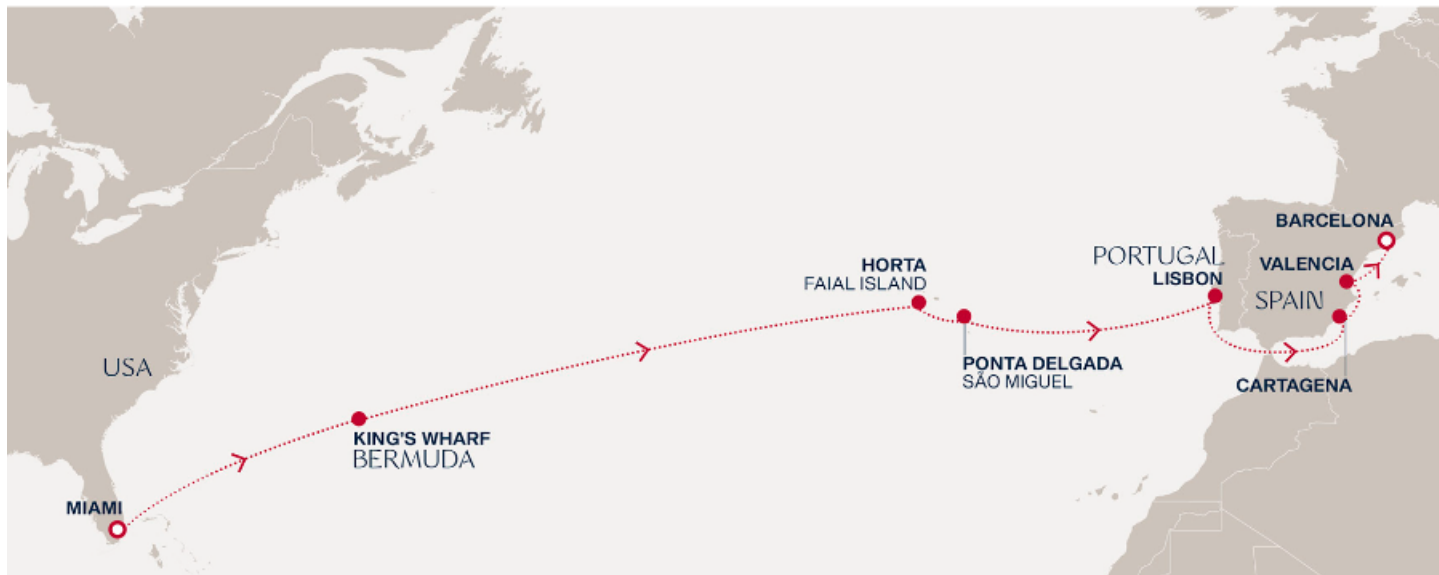 BARCELONA
PORTUGAL
LISBON
VALENCIA
HORTA
FAIAL ISLAND
SPAIN
USA
PONTA DELGADA
SÃO MIGUEL
CARTAGENA
KING'S WHARF
BERMUDA
MIAMI